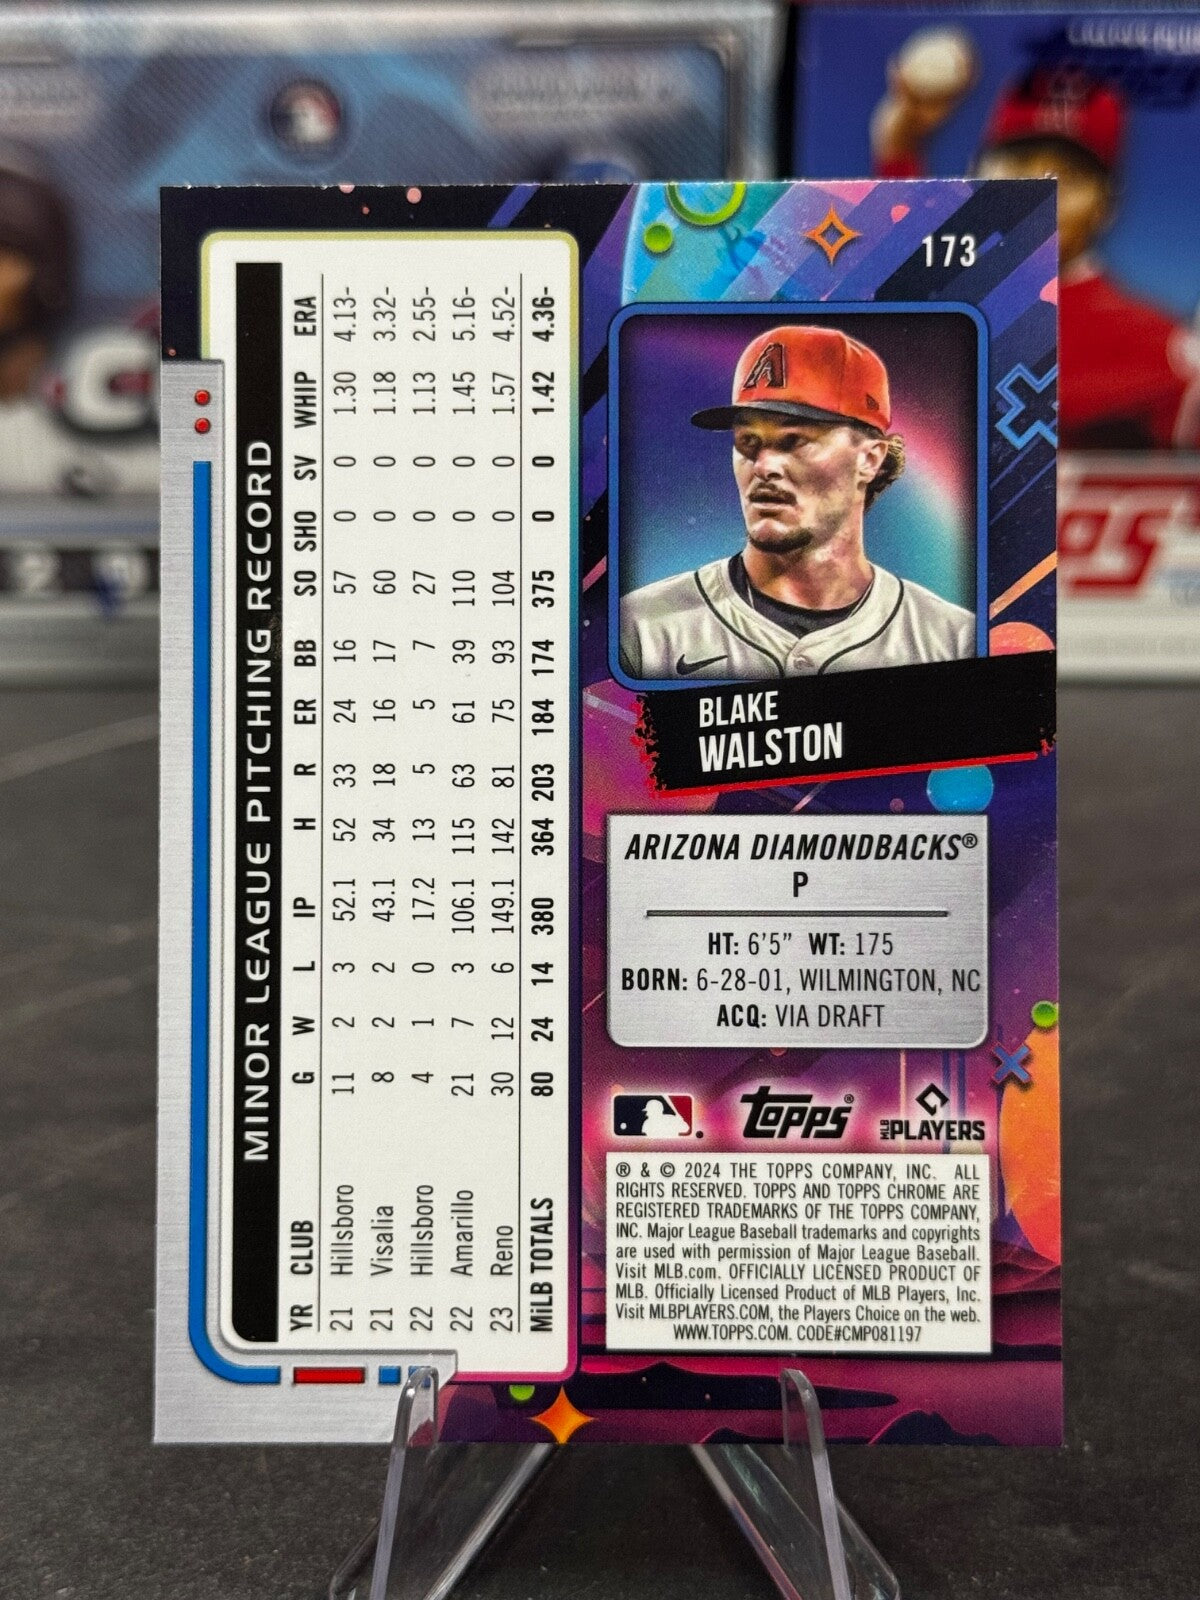 173
MINOR LEAGUE PITCHING RECORD
YR CLUB G W L IP H R ER BB SO SHO SV WHIP ERA
21 Hillsboro 11 2 3 52.1 52 33 24 16 57 0 0 1.30 4.13-
21 Visalia 8 2 2 43.1 34 18 16 17 60 0 0 1.18 3.32-
22 Hillsboro 4 1 0 17.2 13 5 5 7 27 0 0 1.13 2.55-
22 Amarillo 21 7 3 106.1 115 63 61 39 110 0 0 1.45 5.16-
23 Reno 30 12 6 149.1 142 81 75 93 104 0 0 1.57 4.52-
MiLB TOTALS 80 24 14 380 364 203 184 174 375 0 0 1.42 4.36-
A
BLAKE
WALSTON
ARIZONA DIAMONDBACKS®
P
HT: 6'5" WT: 175
BORN: 6-28-01, WILMINGTON, NC
ACQ: VIA DRAFT
topps® MLB PLAYERS
® & © 2024 THE TOPPS COMPANY, INC. ALL
RIGHTS RESERVED. TOPPS AND TOPPS CHROME ARE
REGISTERED TRADEMARKS OF THE TOPPS COMPANY,
INC. Major League Baseball trademarks and copyrights
are used with permission of Major League Baseball.
Visit MLB.com. OFFICIALLY LICENSED PRODUCT OF
MLB. Officially Licensed Product of MLB Players, Inc.
Visit MLBPLAYERS.COM, the Players Choice on the web.
WWW.TOPPS.COM. CODE#CMP081197